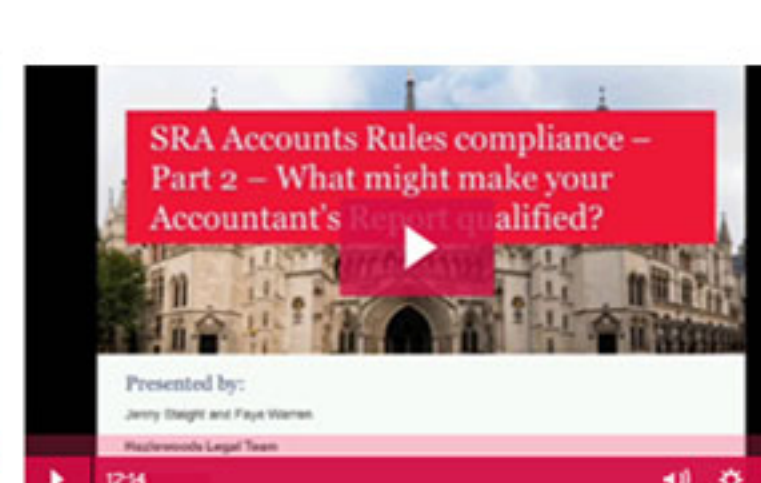 SRA Accounts Rules compliance –
Part 2 – What might make your
Accountant's Report qualified?
Presented by:
Jenny Staight and Faye Warren
Hazlewoods Legal Team
12:14